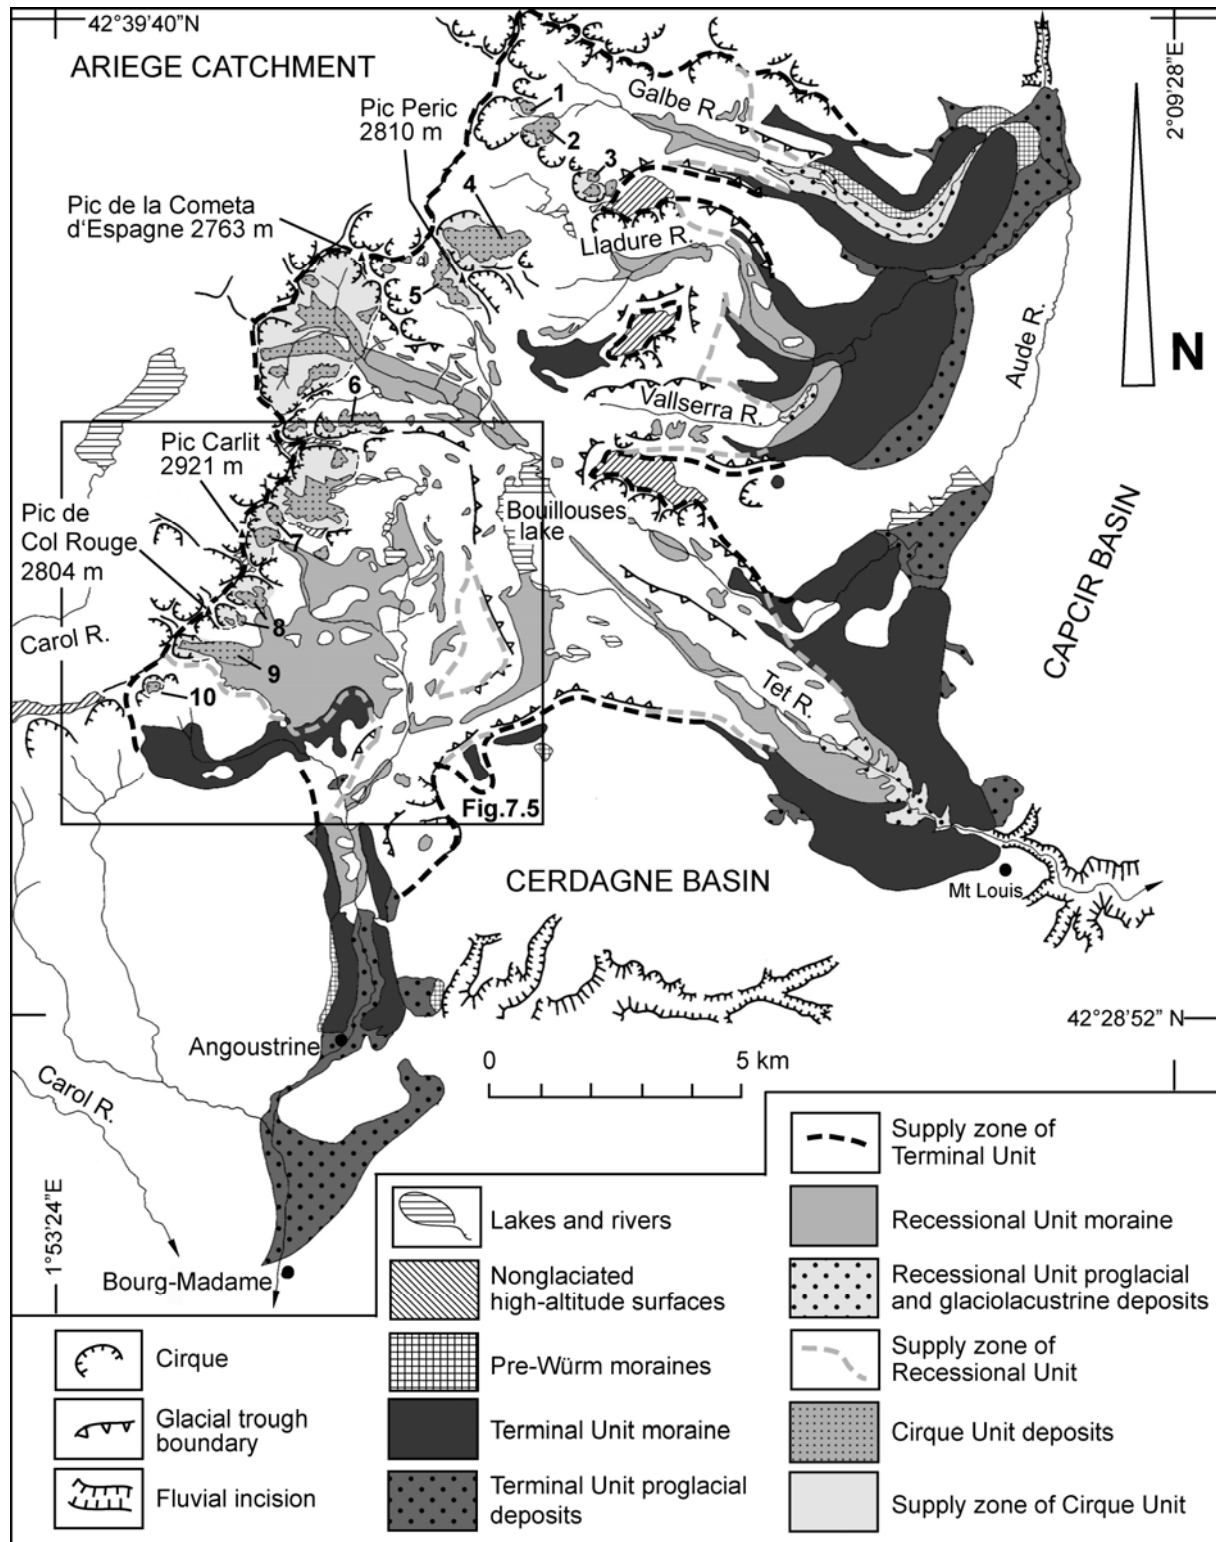 42°39'40"N
ARIEGE CATCHMENT
2°09'28"E
Galbe R.
Pic Peric
2810 m
1
2
3
4
Pic de la Cometa
d'Espagne 2763 m
Lladure R.
5
Aude R.
N
6
Vallserra R.
Pic Carlit
2921 m
Bouillouses
lake
Pic de
Col Rouge
2804 m
7
8
Carol R.
9
10
CAPCIR BASIN
Tet R.
Fig.7.5
CERDAGNE BASIN
Mt Louis
42°28'52" N
Angoustrine
0
5 km
Carol R.
1°53'24"E
Bourg-Madame
Supply zone of
Terminal Unit
Lakes and rivers
Recessional Unit moraine
Nonglaciated
high-altitude surfaces
Recessional Unit proglacial
and glaciolacustrine deposits
Cirque
Pre-Würm moraines
Supply zone of
Recessional Unit
Glacial trough
boundary
Terminal Unit moraine
Cirque Unit deposits
Fluvial incision
Terminal Unit proglacial
deposits
Supply zone of Cirque Unit